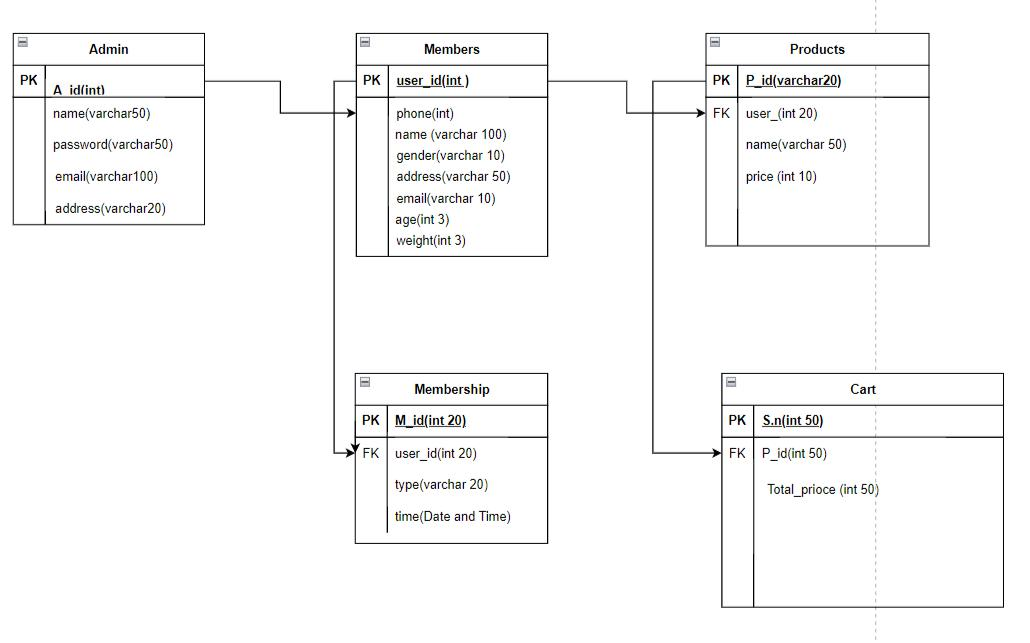 Admin
PK A_id(int)
name(varchar50)
password(varchar50)
email(varchar100)
address(varchar20)
Members
PK user_id(int )
phone(int)
name (varchar 100)
gender(varchar 10)
address(varchar 50)
email(varchar 10)
age(int 3)
weight(int 3)
Products
PK P_id(varchar20)
FK user_(int 20)
name(varchar 50)
price (int 10)
Membership
PK M_id(int 20)
FK user_id(int 20)
type(varchar 20)
time(Date and Time)
Cart
PK S.n(int 50)
FK P_id(int 50)
Total_prioce (int 50)